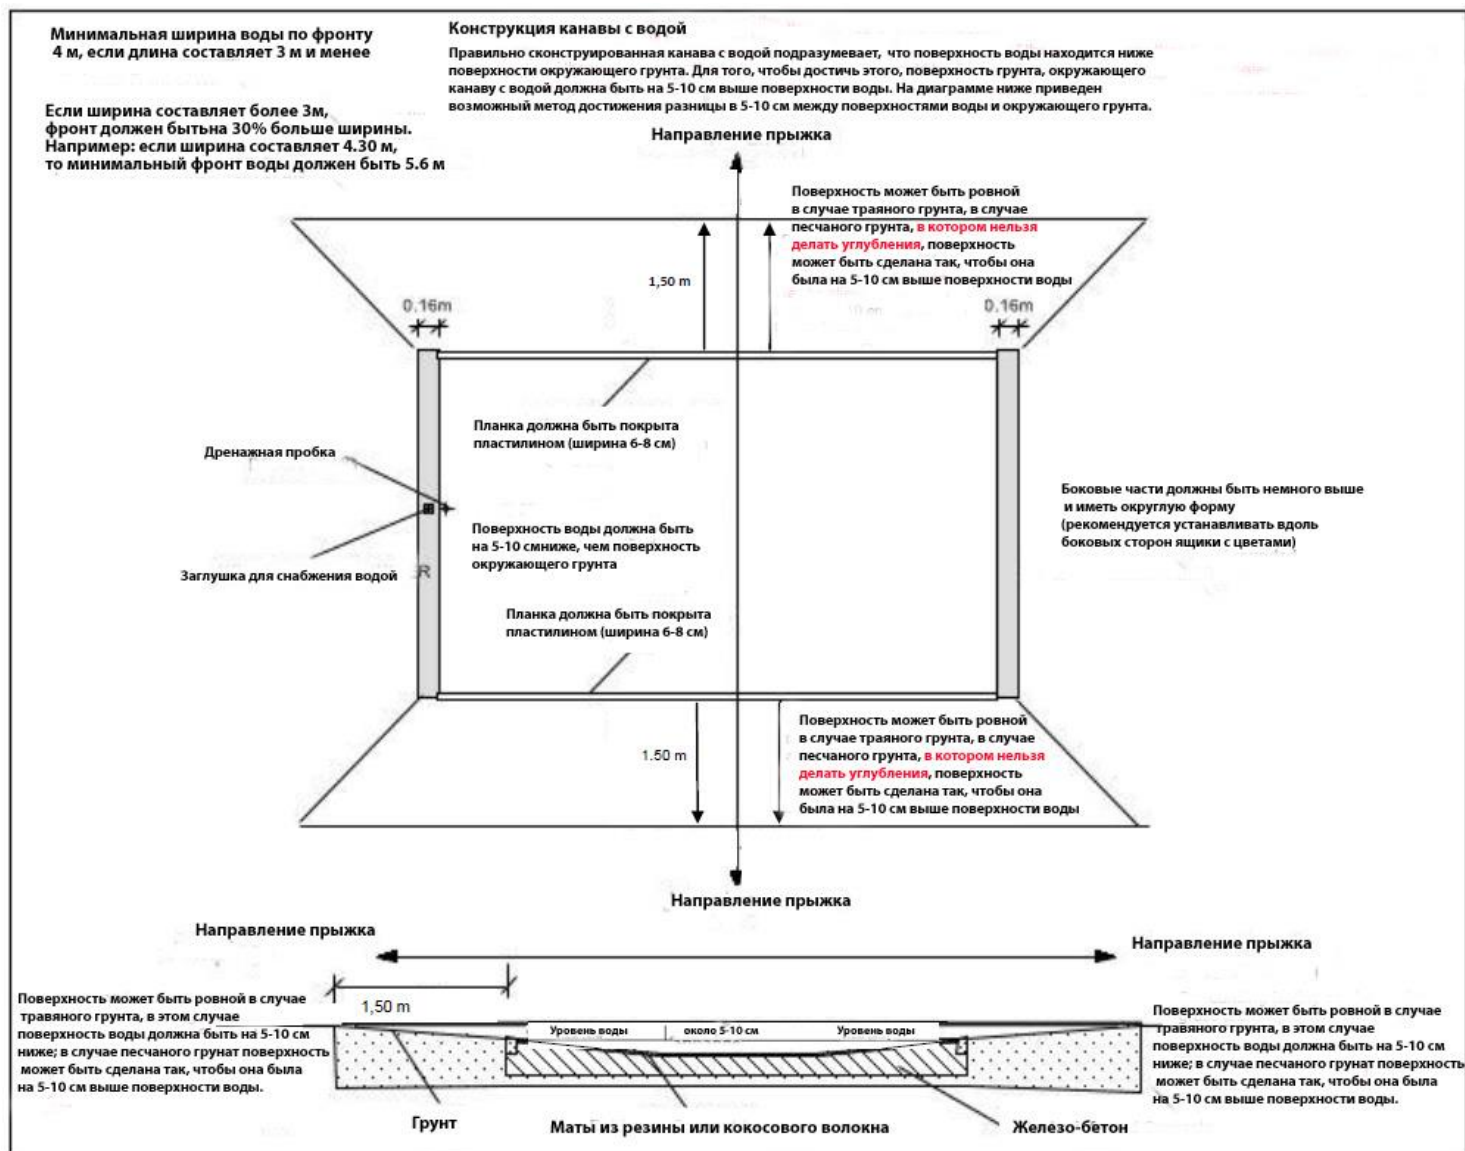 Минимальная ширина воды по фронту
4 м, если длина составляет 3 м и менее
Если ширина составляет более 3м,
фронт должен бытьна 30% больше ширины.
Например: если ширина составляет 4.30 м,
то минимальный фронт воды должен быть 5.6 м
Конструкция канавы с водой
Правильно сконструированная канава с водой подразумевает, что поверхность воды находится ниже
поверхности окружающего грунта. Для того, чтобы достичь этого, поверхность грунта, окружающего
канаву с водой должна быть на 5-10 см выше поверхности воды. На диаграмме ниже приведен
возможный метод достижения разницы в 5-10 см между поверхностями воды и окружающего грунта.
Направление прыжка
Поверхность может быть ровной
в случае траяного грунта, в случае
песчаного грунта, в котором нельзя
делать углубления, поверхность
может быть сделана так, чтобы она
была на 5-10 см выше поверхности воды
1,50 m
0.16m
0.16m
Планка должна быть покрыта
пластилином (ширина 6-8 см)
Дренажная пробка
Боковые части должны быть немного выше
и иметь округлую форму
(рекомендуется устанавливать вдоль
боковых сторон ящики с цветами)
Поверхность воды должна быть
на 5-10 смниже, чем поверхность
окружающего грунта
Заглушка для снабжения водой
R
Планка должна быть покрыта
пластилином (ширина 6-8 см)
1.50 m
Поверхность может быть ровной
в случае траяного грунта, в случае
песчаного грунта, в котором нельзя
делать углубления, поверхность
может быть сделана так, чтобы она
была на 5-10 см выше поверхности воды
Направление прыжка
Направление прыжка
Направление прыжка
Поверхность может быть ровной в случае
травяного грунта, в этом случае
поверхность воды должна быть на 5-10 см
ниже; в случае песчаного грунат поверхность
может быть сделана так, чтобы она была
на 5-10 см выше поверхности воды.
1,50 m
Уровень воды
около 5-10 см
Уровень воды
Поверхность может быть ровной в случае
травяного грунта, в этом случае
поверхность воды должна быть на 5-10 см
ниже; в случае песчаного грунат поверхность
может быть сделана так, чтобы она была
на 5-10 см выше поверхности воды.
Грунт
Маты из резины или кокосового волокна
Железо-бетон